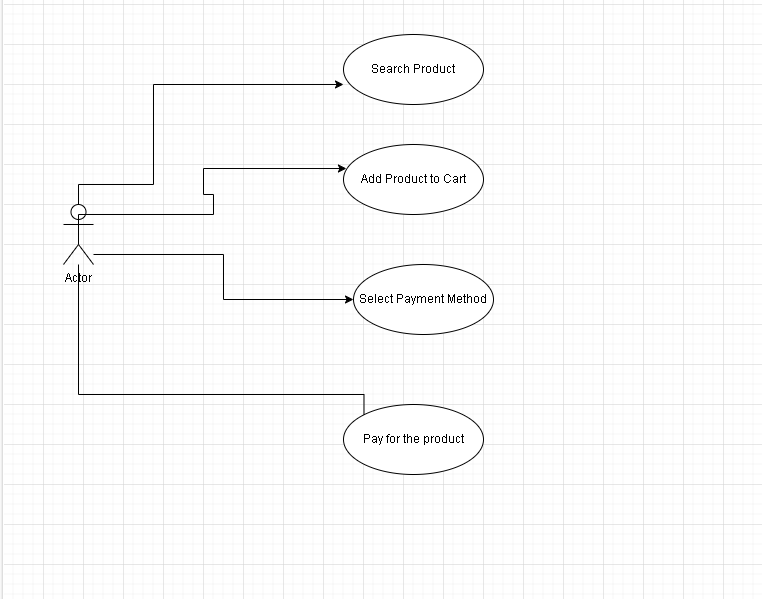 Search Product
Add Product to Cart
Actor
Select Payment Method
Pay for the product